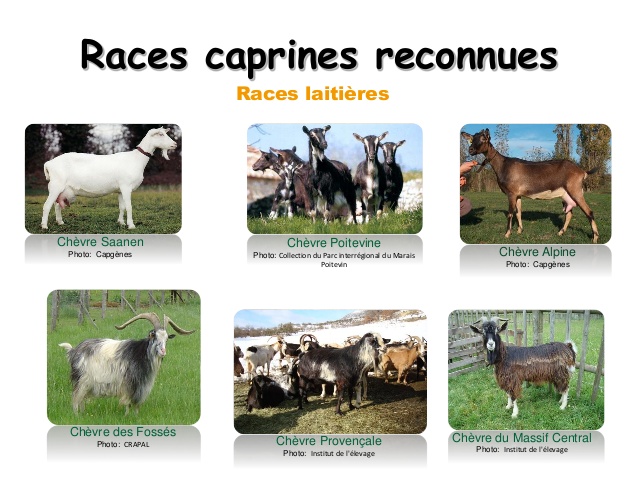 Races caprines reconnues
Races laitières
Chèvre Saanen
Photo: Capgènes
Chèvre Poitevine
Photo: Collection du Parc interrégional du Marais
Poitevin
Chèvre Alpine
Photo: Capgènes
Chèvre des Fossés
Photo: CRAPAL
Chèvre Provençale
Photo: Institut de l'élevage
Chèvre du Massif Central
Photo: Institut de l'élevage